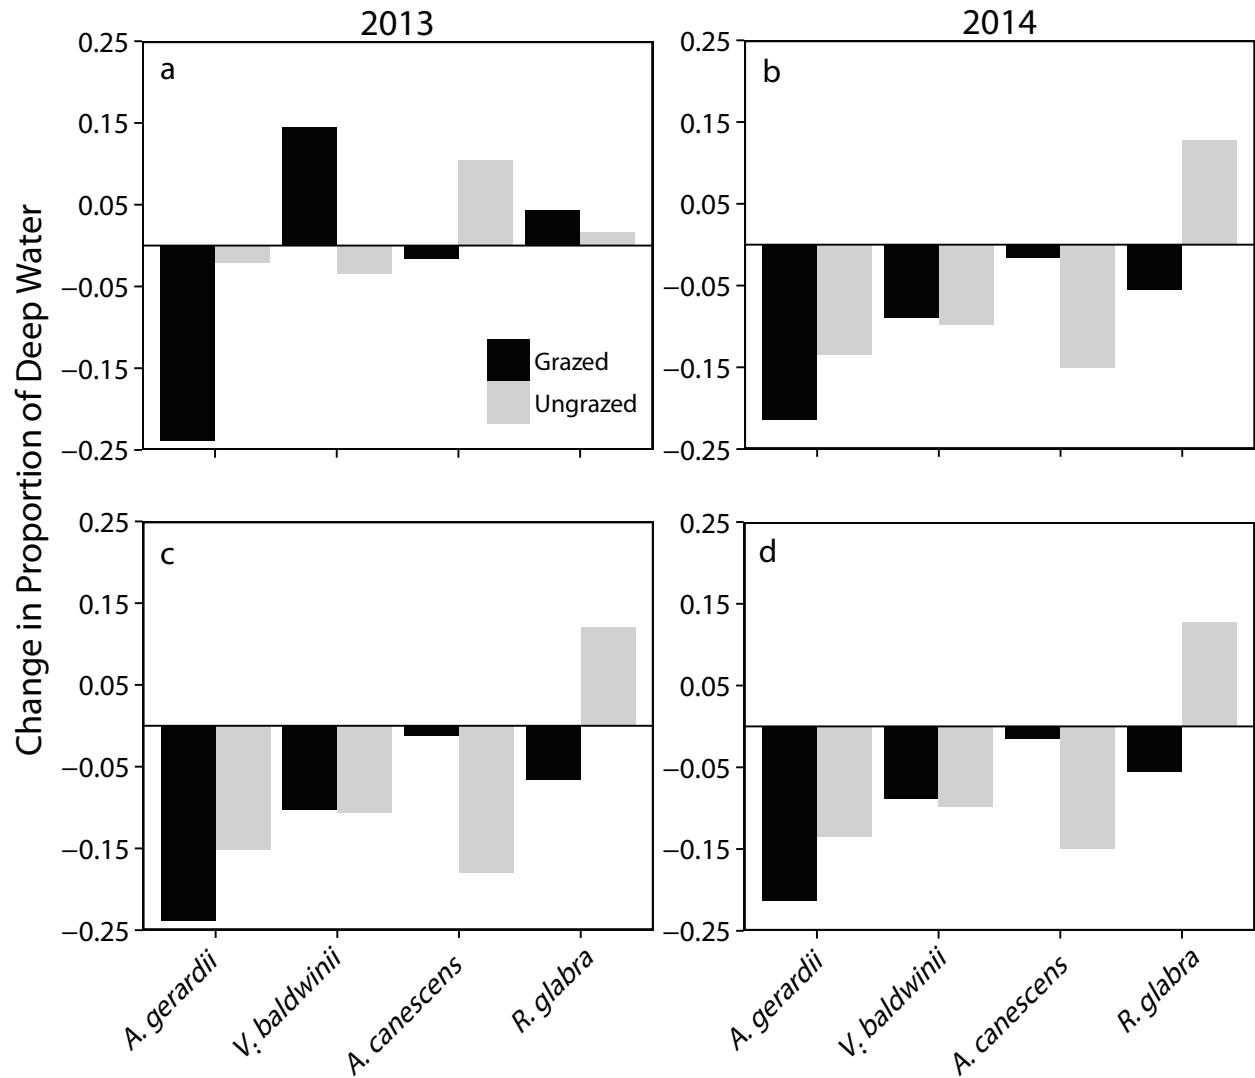 2013
2014
Change in Proportion of Deep Water
0.25
0.15
0.05
−0.05
−0.15
−0.25
a
Grazed
Ungrazed
0.25
0.15
0.05
−0.05
−0.15
−0.25
b
0.25
0.15
0.05
−0.05
−0.15
−0.25
c
A. gerardii
V. baldwinii
A. canescens
R. glabra
0.25
0.15
0.05
−0.05
−0.15
−0.25
d
A. gerardii
V. baldwinii
A. canescens
R. glabra